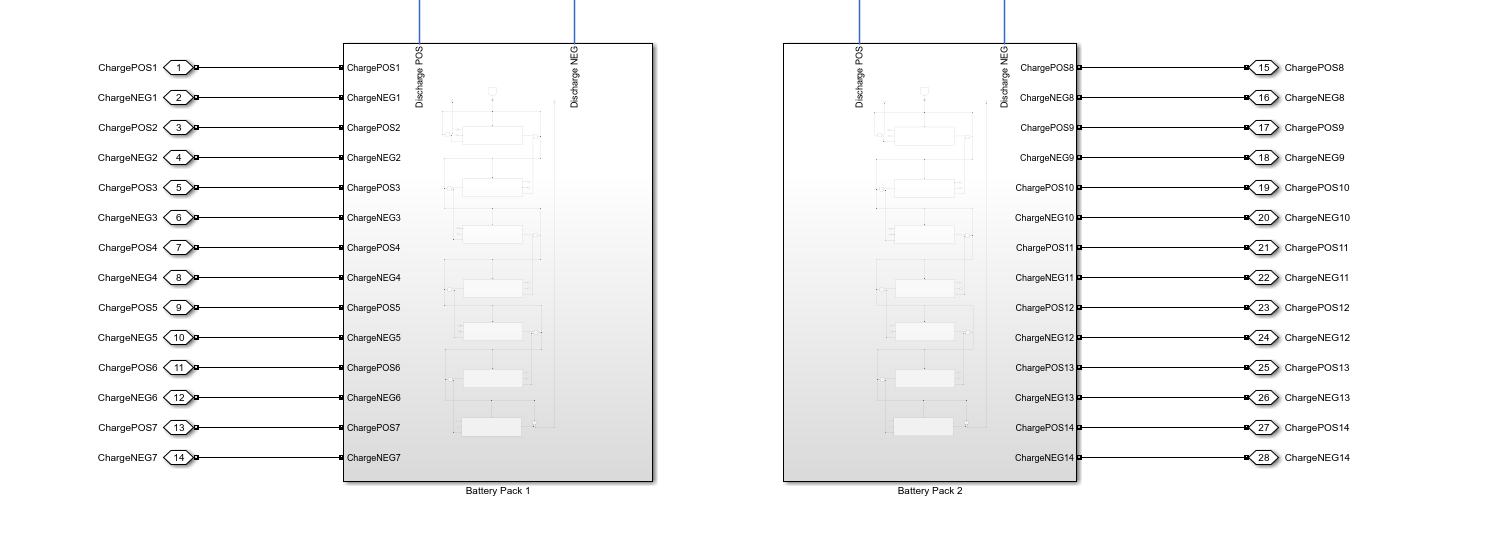 Discharge POS
Discharge NEG
ChargePOS1 1 ChargePOS1
ChargeNEG1 2 ChargeNEG1
ChargePOS2 3 ChargePOS2
ChargeNEG2 4 ChargeNEG2
ChargePOS3 5 ChargePOS3
ChargeNEG3 6 ChargeNEG3
ChargePOS4 7 ChargePOS4
ChargeNEG4 8 ChargeNEG4
ChargePOS5 9 ChargePOS5
ChargeNEG5 10 ChargeNEG5
ChargePOS6 11 ChargePOS6
ChargeNEG6 12 ChargeNEG6
ChargePOS7 13 ChargePOS7
ChargeNEG7 14 ChargeNEG7
Battery Pack 1
Discharge POS
Discharge NEG
ChargePOS8 15 ChargePOS8
ChargeNEG8 16 ChargeNEG8
ChargePOS9 17 ChargePOS9
ChargeNEG9 18 ChargeNEG9
ChargePOS10 19 ChargePOS10
ChargeNEG10 20 ChargeNEG10
ChargePOS11 21 ChargePOS11
ChargeNEG11 22 ChargeNEG11
ChargePOS12 23 ChargePOS12
ChargeNEG12 24 ChargeNEG12
ChargePOS13 25 ChargePOS13
ChargeNEG13 26 ChargeNEG13
ChargePOS14 27 ChargePOS14
ChargeNEG14 28 ChargeNEG14
Battery Pack 2